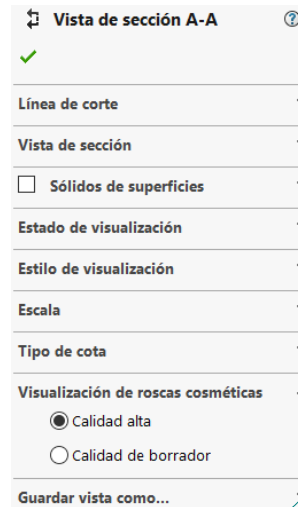 Vista de sección A-A
Línea de corte
Vista de sección
Sólidos de superficies
Estado de visualización
Estilo de visualización
Escala
Tipo de cota
Visualización de roscas cosméticas
Calidad alta
Calidad de borrador
Guardar vista como...